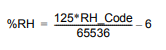 %RH = 125*RH_Code / 65536 − 6